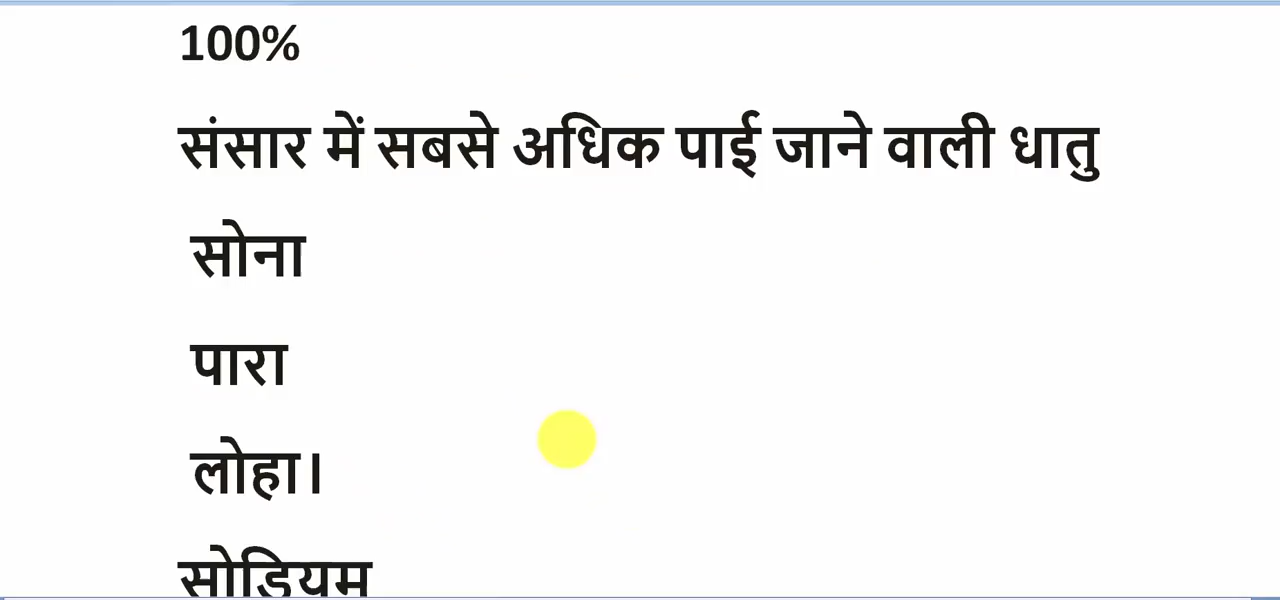 100%
संसार में सबसे अधिक पाई जाने वाली धातु
सोना
पारा
लोहा।
सोडियम